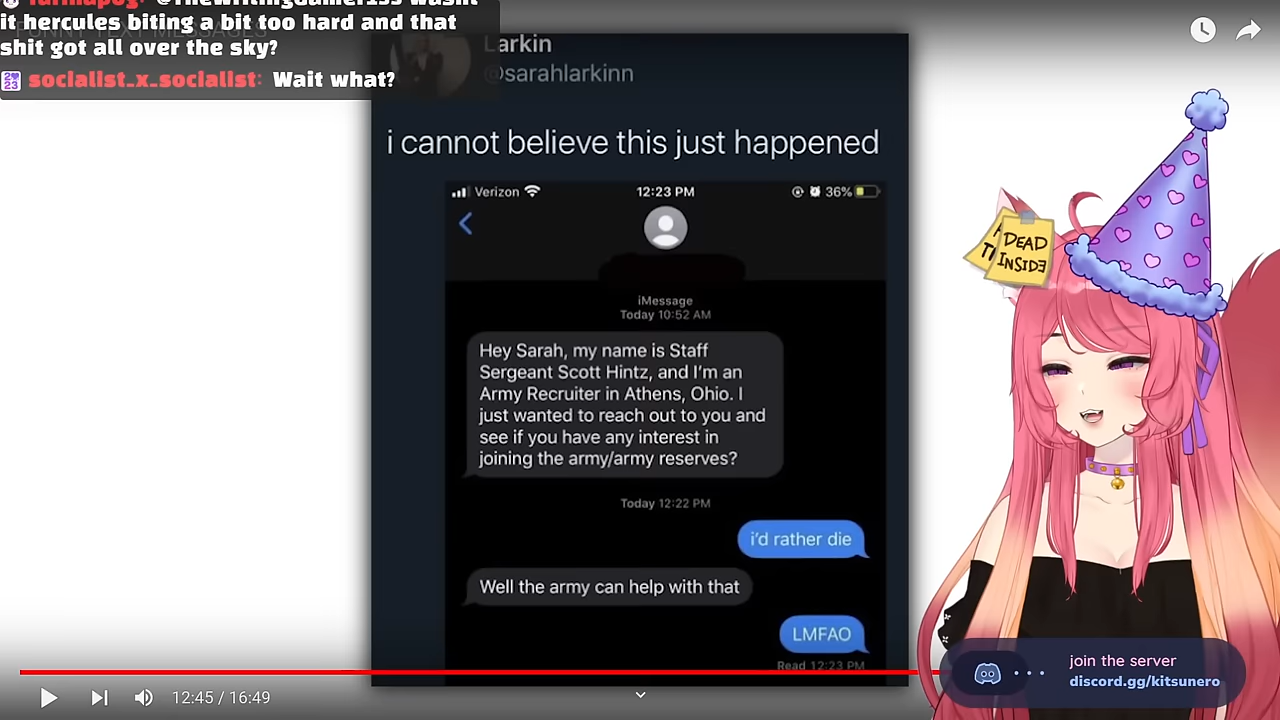 it hercules biting a bit too hard and that
shit got all over the sky?
socialist_x_socialist: Wait what?
Larkin
@sarahlarkinn
i cannot believe this just happened
Verizon 12:23 PM 36%
iMessage
Today 10:52 AM
Hey Sarah, my name is Staff
Sergeant Scott Hintz, and I'm an
Army Recruiter in Athens, Ohio. I
just wanted to reach out to you and
see if you have any interest in
joining the army/army reserves?
Today 12:22 PM
i'd rather die
Well the army can help with that
LMFAO
Read 12:23 PM
DEAD
INSIDE
join the server
discord.gg/kitsunero
12:45 / 16:49